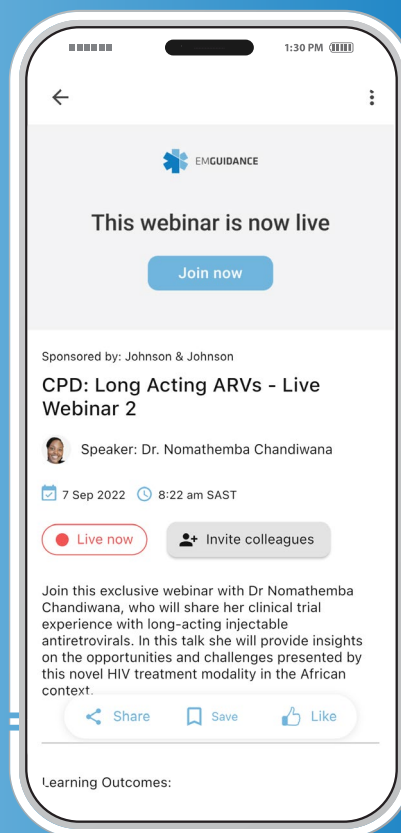 1:30 PM
EMGUIDANCE
This webinar is now live
Join now
Sponsored by: Johnson & Johnson
CPD: Long Acting ARVs - Live
Webinar 2
Speaker: Dr. Nomathemba Chandiwana
7 Sep 2022 8:22 am SAST
Live now Invite colleagues
Join this exclusive webinar with Dr Nomathemba
Chandiwana, who will share her clinical trial
experience with long-acting injectable
antiretrovirals. In this talk she will provide insights
on the opportunities and challenges presented by
this novel HIV treatment modality in the African
context.
Share Save Like
Learning Outcomes: